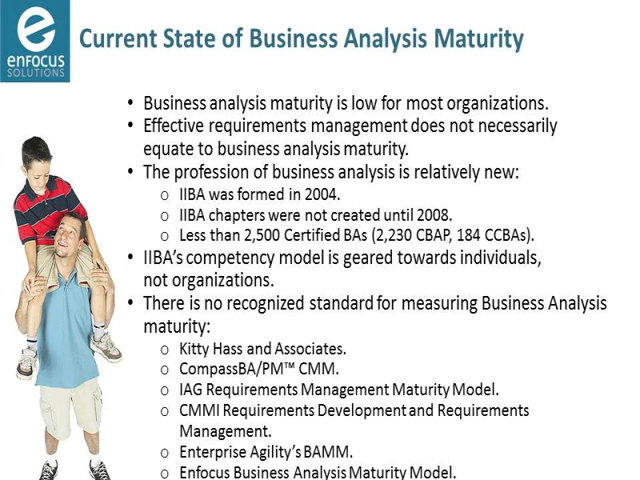 enfocus
SOLUTIONS
Current State of Business Analysis Maturity
• Business analysis maturity is low for most organizations.
• Effective requirements management does not necessarily
equate to business analysis maturity.
• The profession of business analysis is relatively new:
o IIBA was formed in 2004.
o IIBA chapters were not created until 2008.
o Less than 2,500 Certified BAs (2,230 CBAP, 184 CCBAs).
• IIBA's competency model is geared towards individuals,
not organizations.
• There is no recognized standard for measuring Business Analysis
maturity:
o Kitty Hass and Associates.
o CompassBA/PM™ CMM.
o IAG Requirements Management Maturity Model.
o CMMI Requirements Development and Requirements
Management.
o Enterprise Agility's BAMM.
o Enfocus Business Analysis Maturity Model.